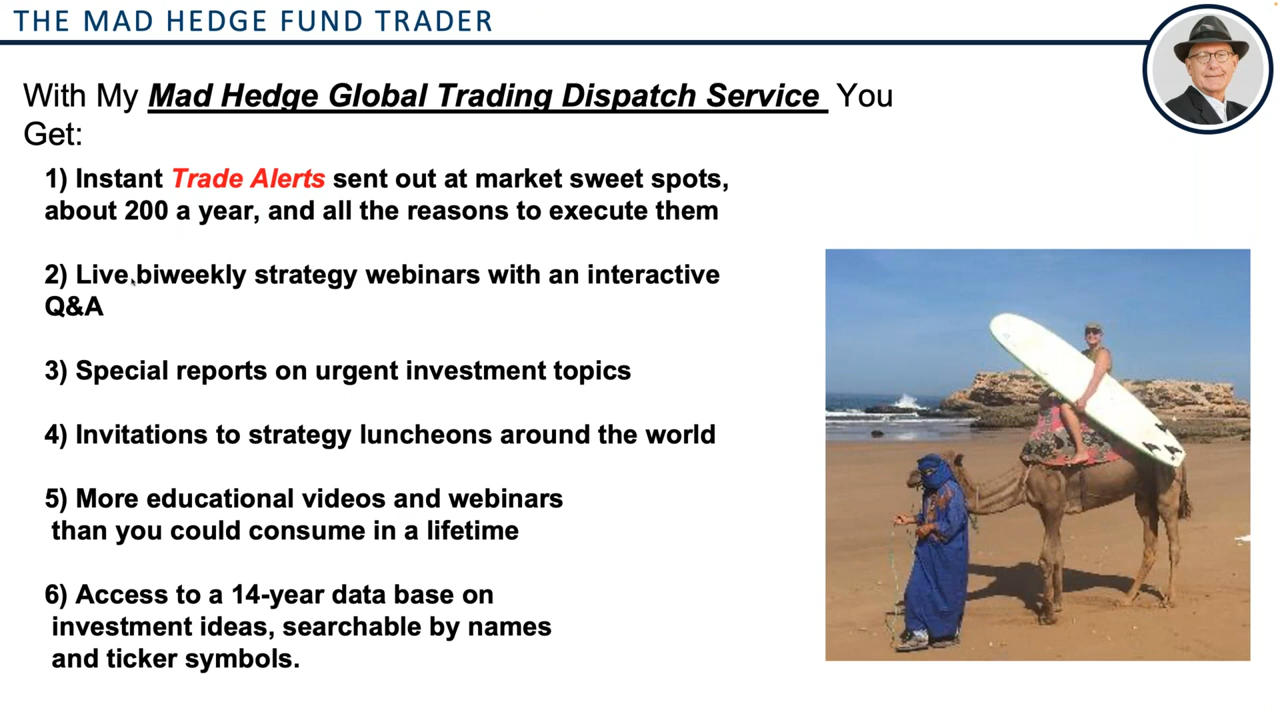 THE MAD HEDGE FUND TRADER
With My Mad Hedge Global Trading Dispatch Service You
Get:
1) Instant Trade Alerts sent out at market sweet spots,
about 200 a year, and all the reasons to execute them
2) Live biweekly strategy webinars with an interactive
Q&A
3) Special reports on urgent investment topics
4) Invitations to strategy luncheons around the world
5) More educational videos and webinars
than you could consume in a lifetime
6) Access to a 14-year data base on
investment ideas, searchable by names
and ticker symbols.